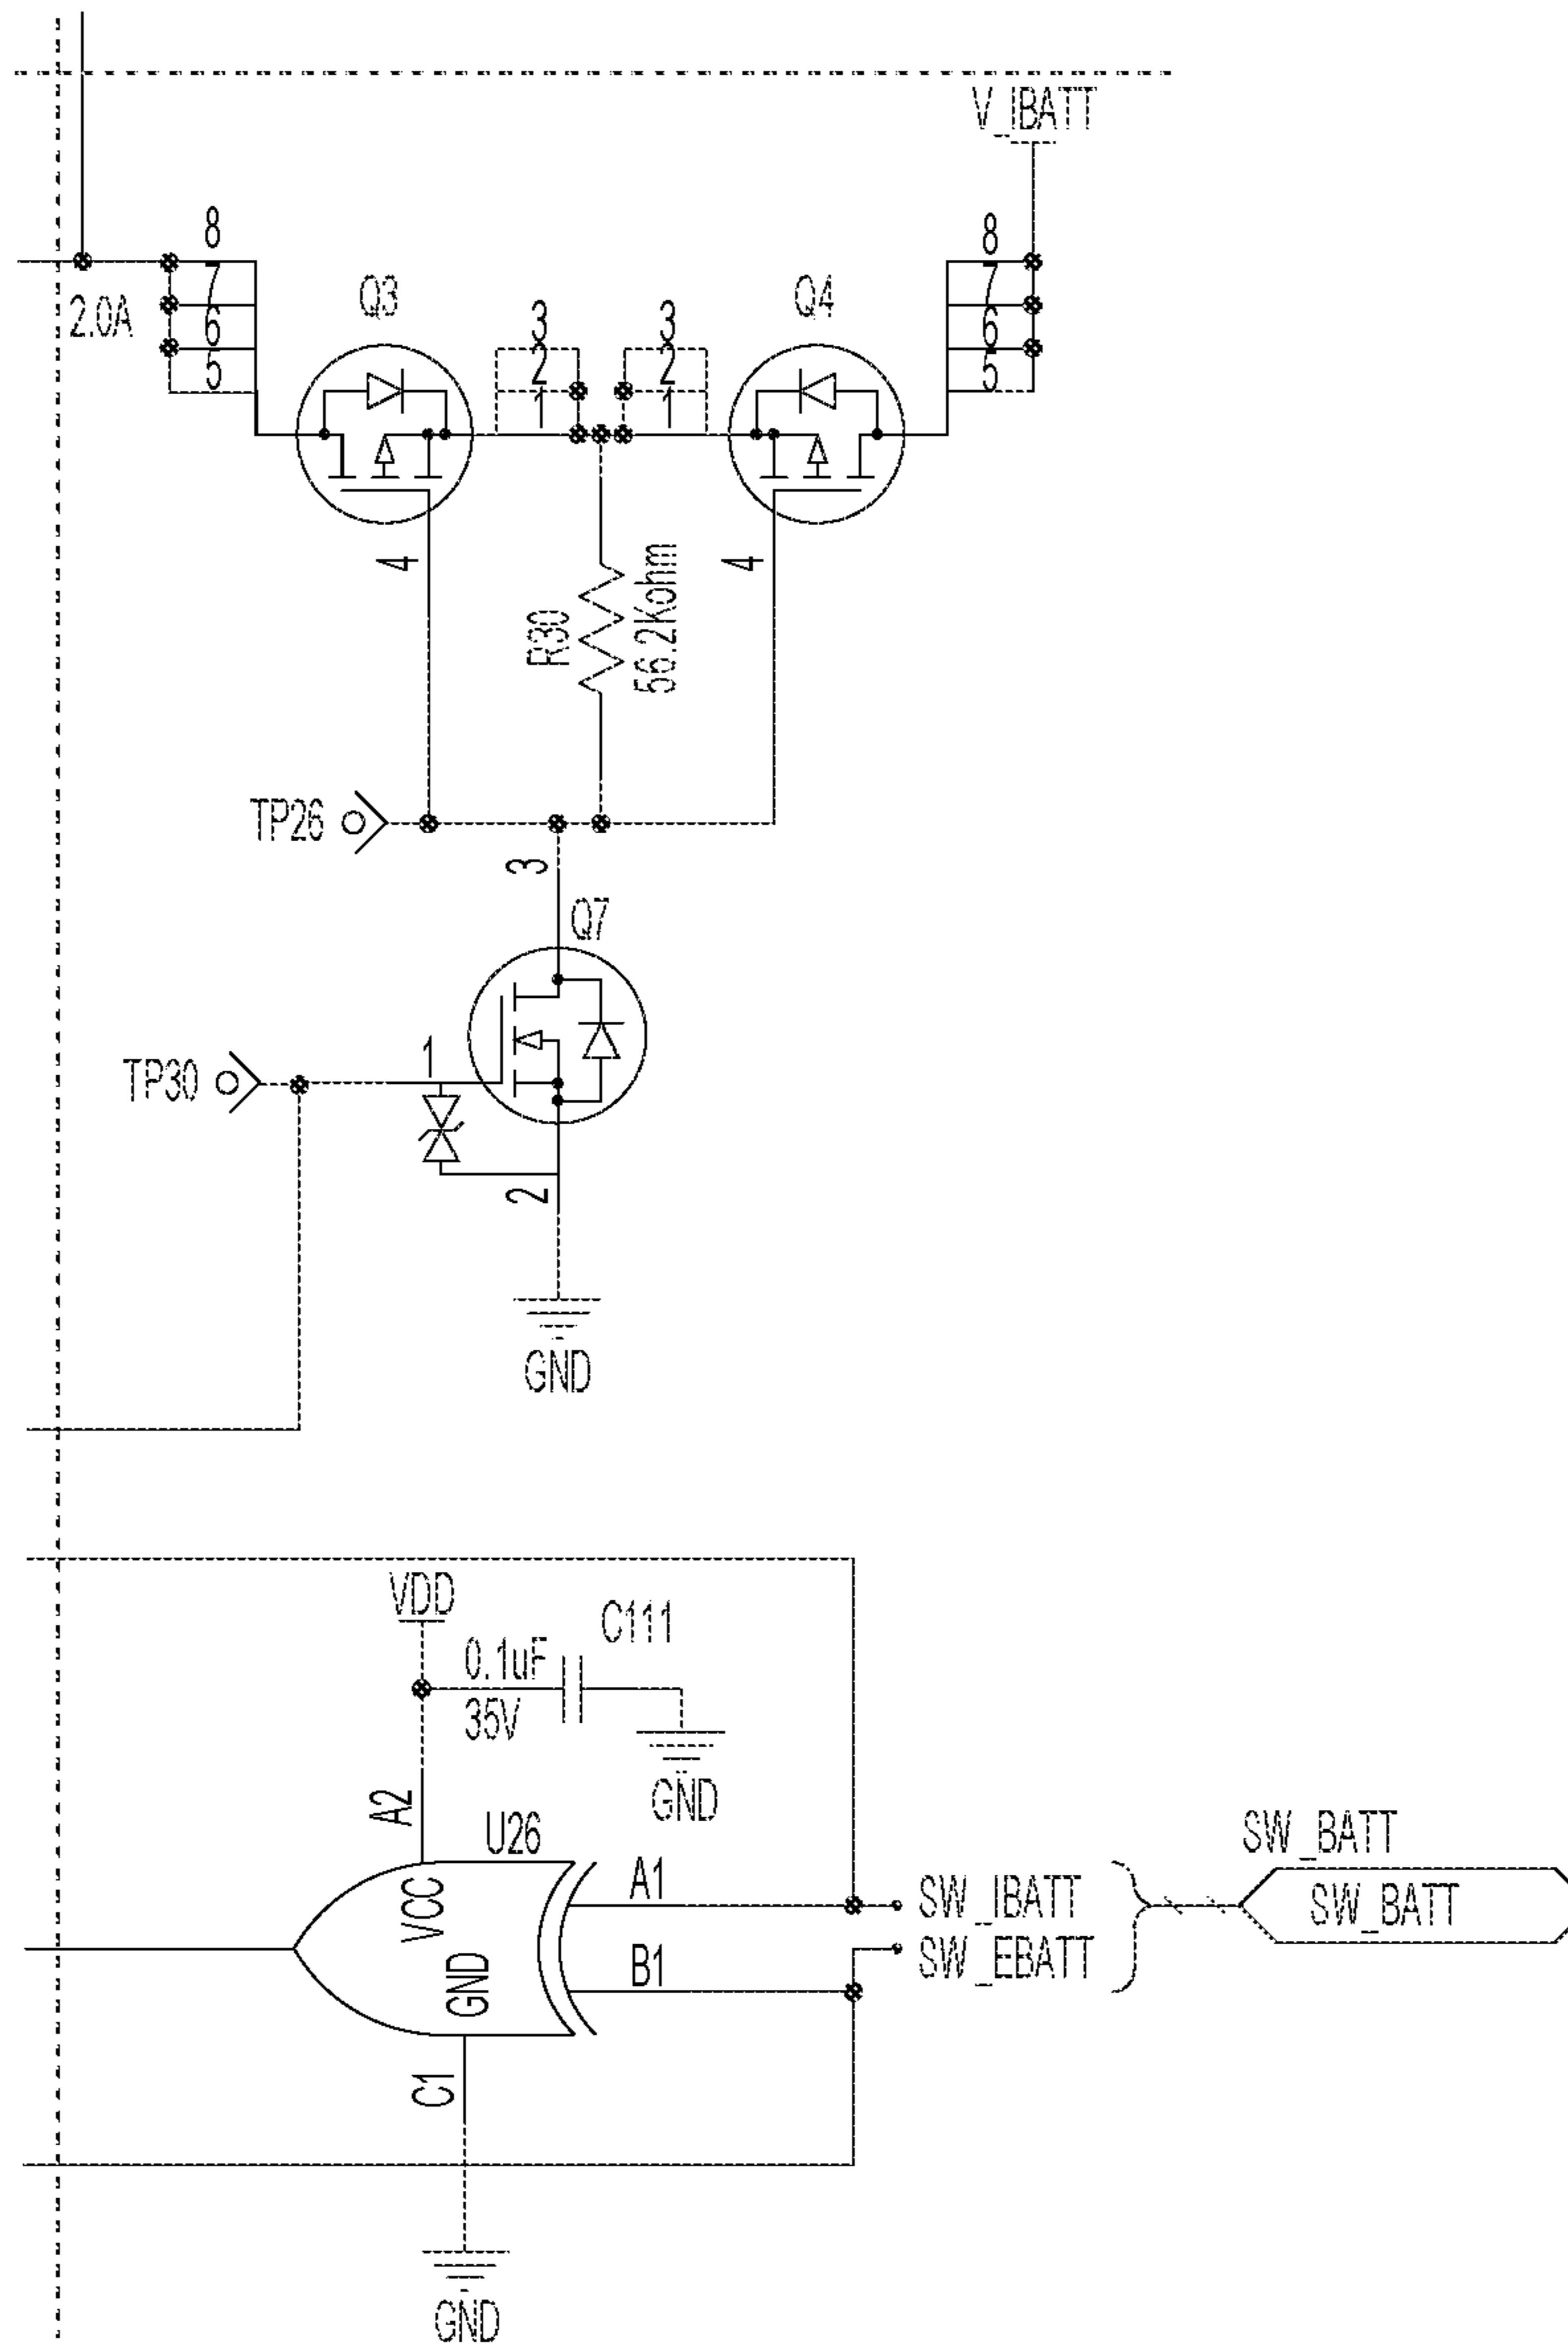 V_IBATT
8
7
6
5
2.0A
Q3
3
2
1
3
2
1
Q4
8
7
6
5
4
R30
56.2Kohm
4
TP26
3
Q7
TP30
1
2
GND
VDD
C111
0.1uF
35V
GND
A2
U26
VCC
GND
A1
B1
C1
SW_IBATT
SW_EBATT
SW_BATT
SW_BATT
GND